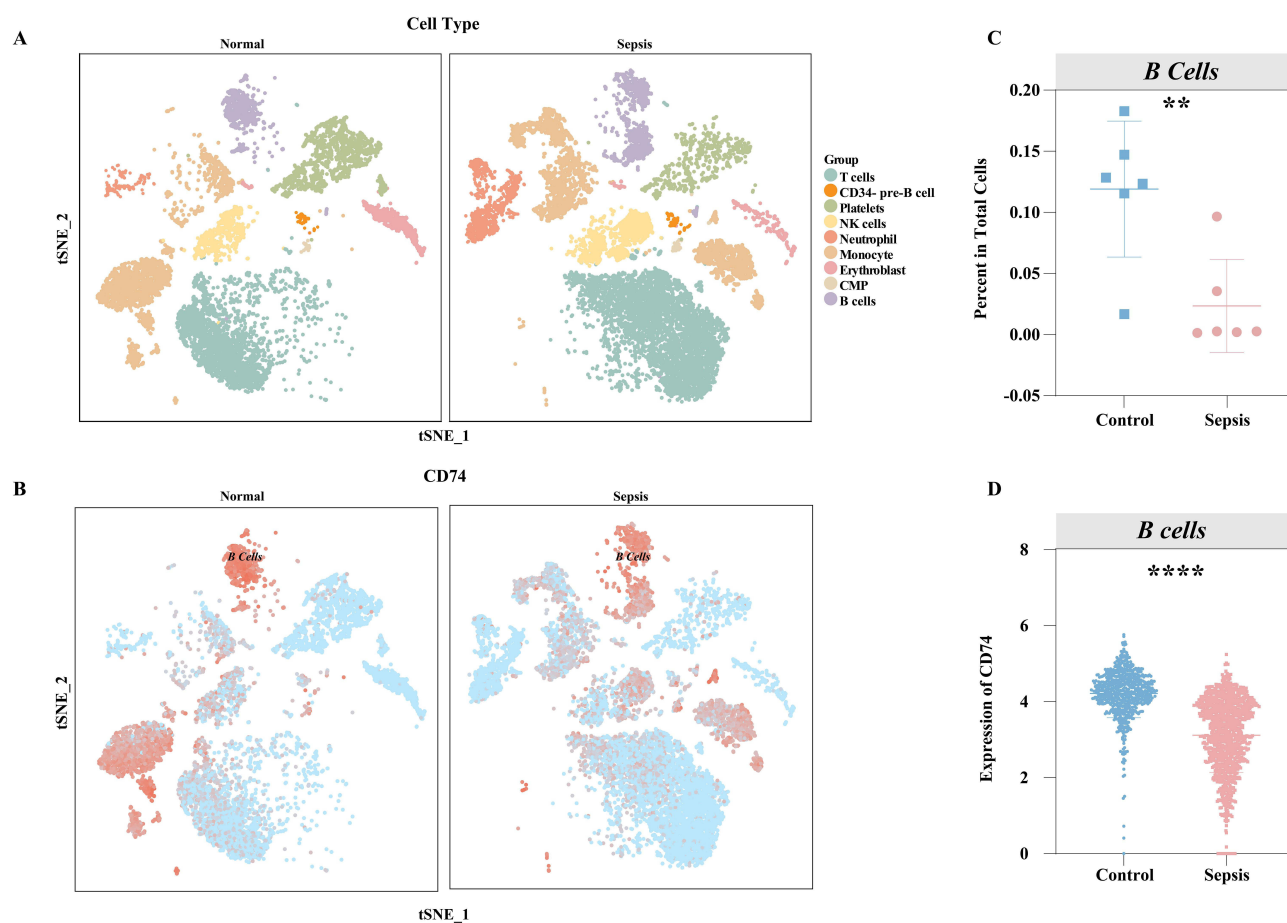 A
Cell Type
Normal
Sepsis
tSNE_2
tSNE_1
Group
T cells
CD34- pre-B cell
Platelets
NK cells
Neutrophil
Monocyte
Erythroblast
CMP
B cells
B
CD74
Normal
Sepsis
B Cells
B Cells
tSNE_2
tSNE_1
C
B Cells
**
Percent in Total Cells
0.20
0.15
0.10
0.05
0.00
-0.05
Control
Sepsis
D
B cells
****
Expression of CD74
8
6
4
2
0
Control
Sepsis